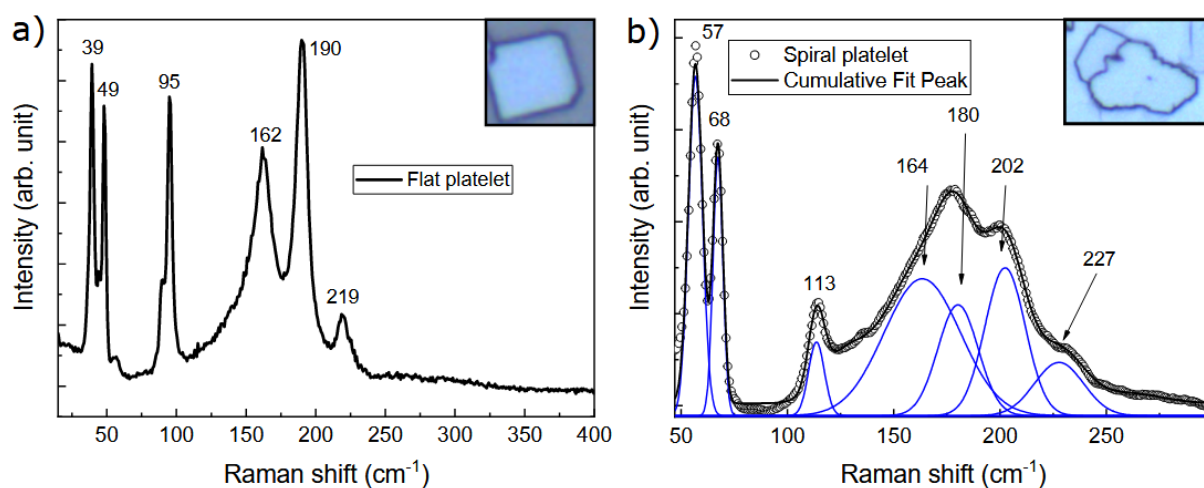 a)
39
49
95
162
190
219
Flat platelet
Intensity (arb. unit)
50 100 150 200 250 300 350 400
Raman shift (cm⁻¹)
b)
57
68
113
164
180
202
227
Spiral platelet
Cumulative Fit Peak
Intensity (arb. unit)
50 100 150 200 250
Raman shift (cm⁻¹)